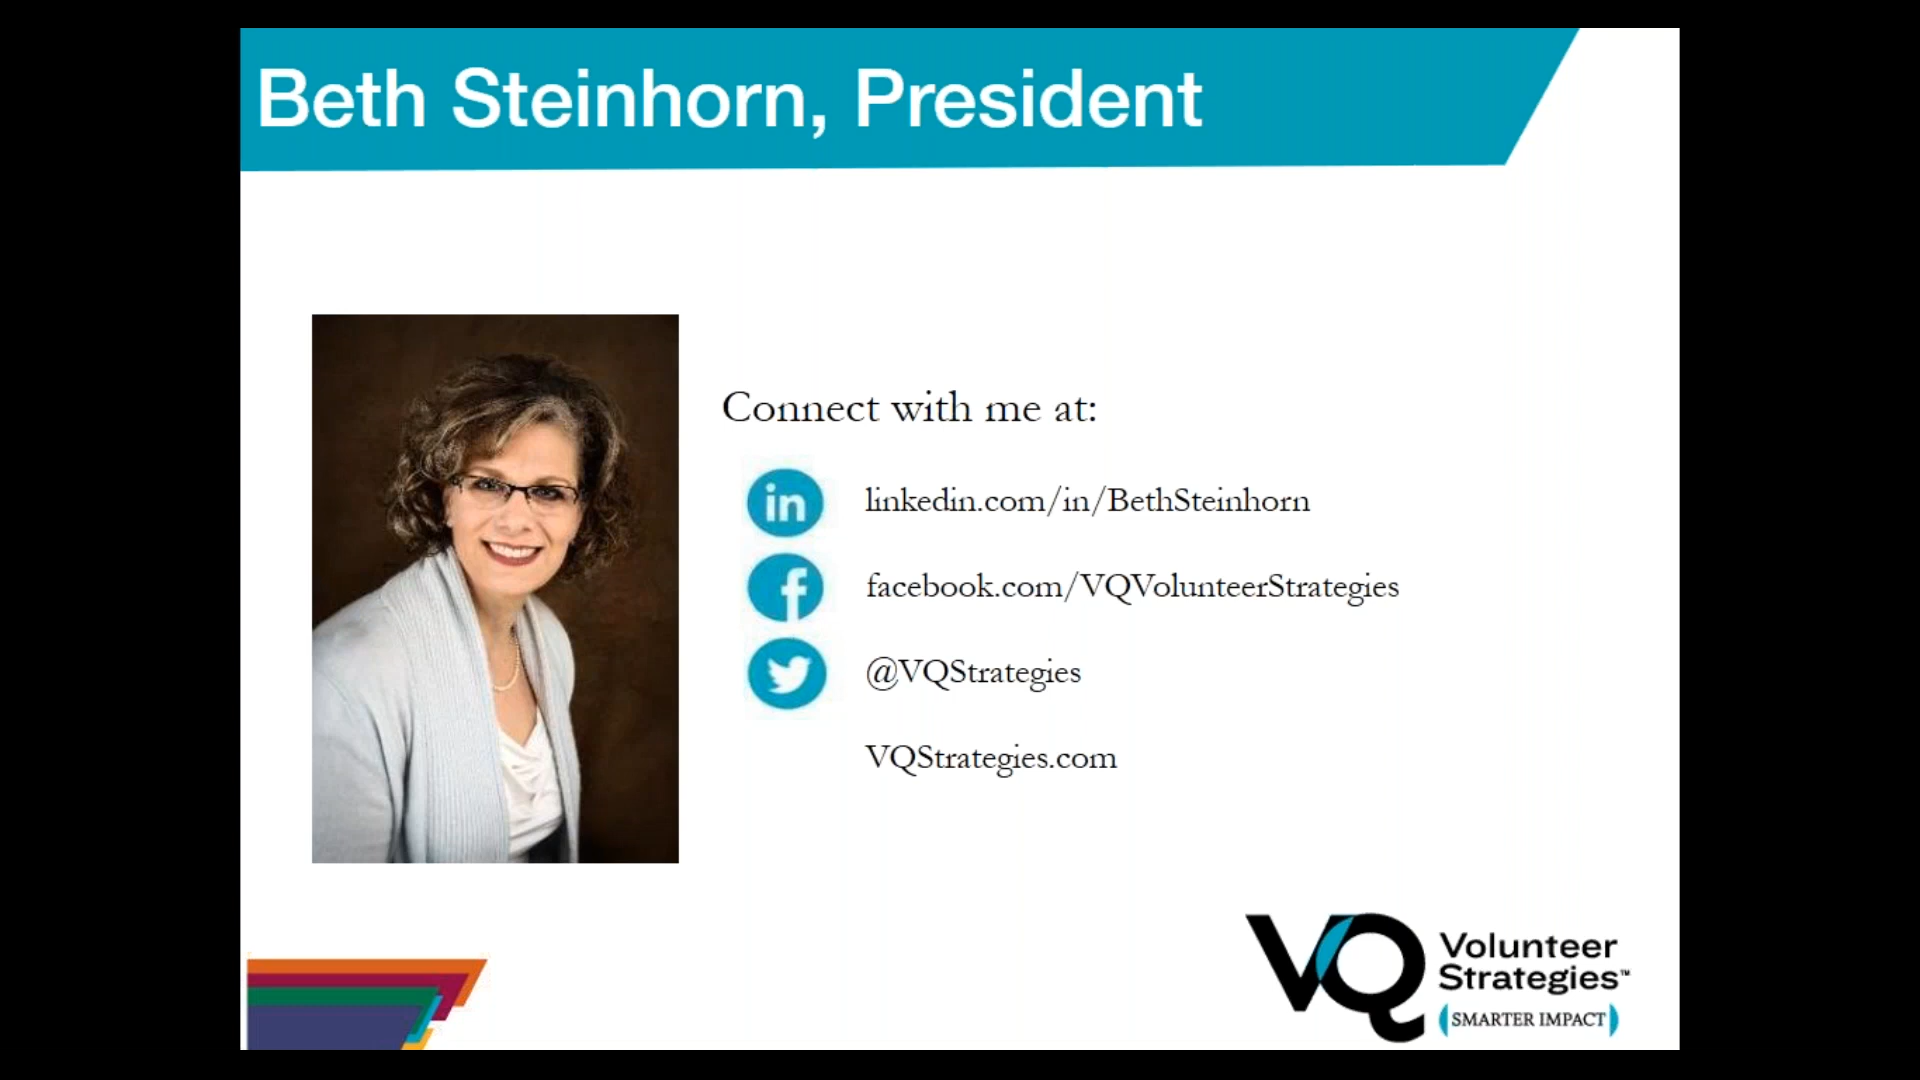 Beth Steinhorn, President
Connect with me at:
in linkedin.com/in/BethSteinhorn
f facebook.com/VQVolunteerStrategies
@VQStrategies
VQStrategies.com
VQ Volunteer
Strategies™
SMARTER IMPACT